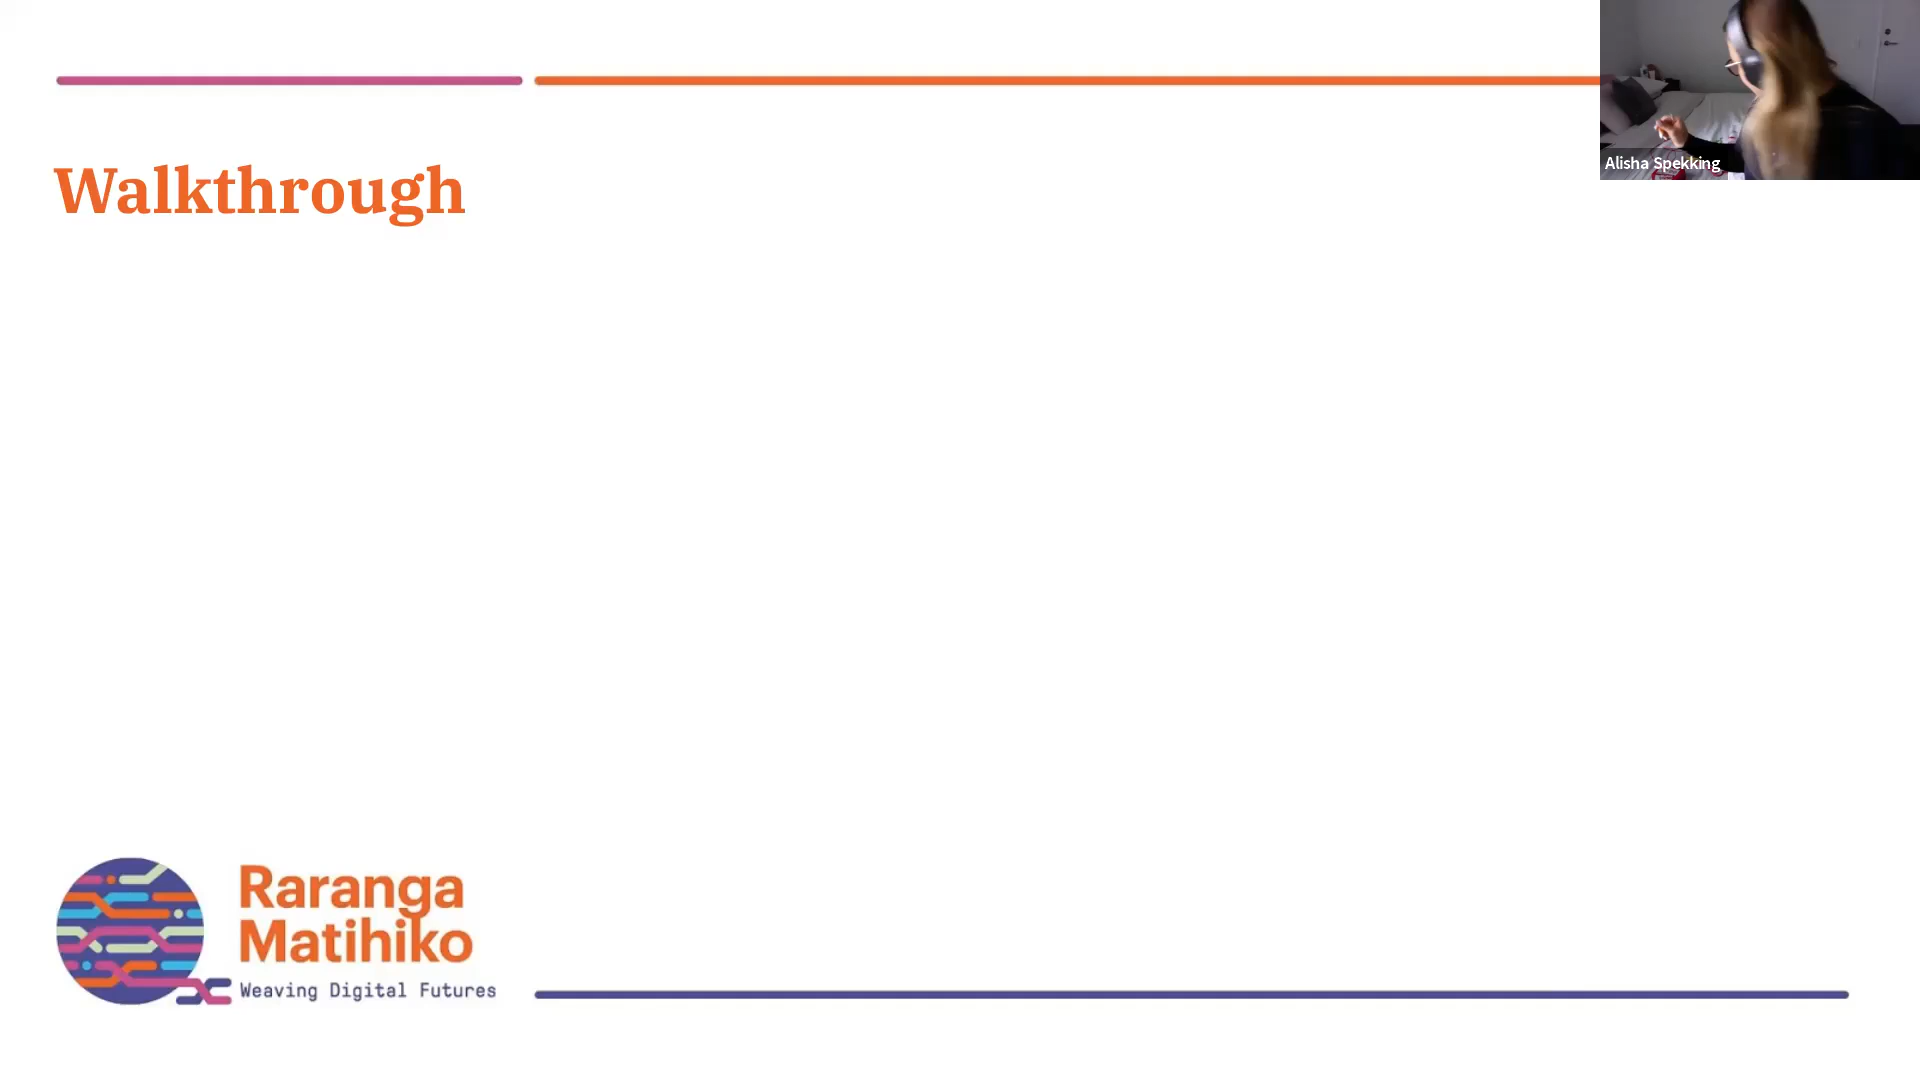 Alisha Spekking
Walkthrough
Raranga
Matihiko
Weaving Digital Futures